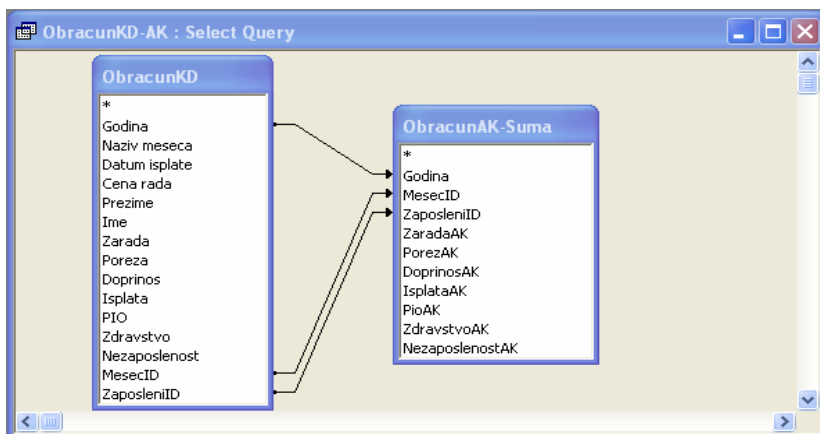 ObracunKD-AK : Select Query
ObracunKD
*
Godina
Naziv meseca
Datum isplate
Cena rada
Prezime
Ime
Zarada
Poreza
Doprinos
Isplata
PIO
Zdravstvo
Nezaposlenost
MesecID
ZaposleniID
ObracunAK-Suma
*
Godina
MesecID
ZaposleniID
ZaradaAK
PorezAK
DoprinosAK
IsplataAK
PioAK
ZdravstvoAK
NezaposlenostAK